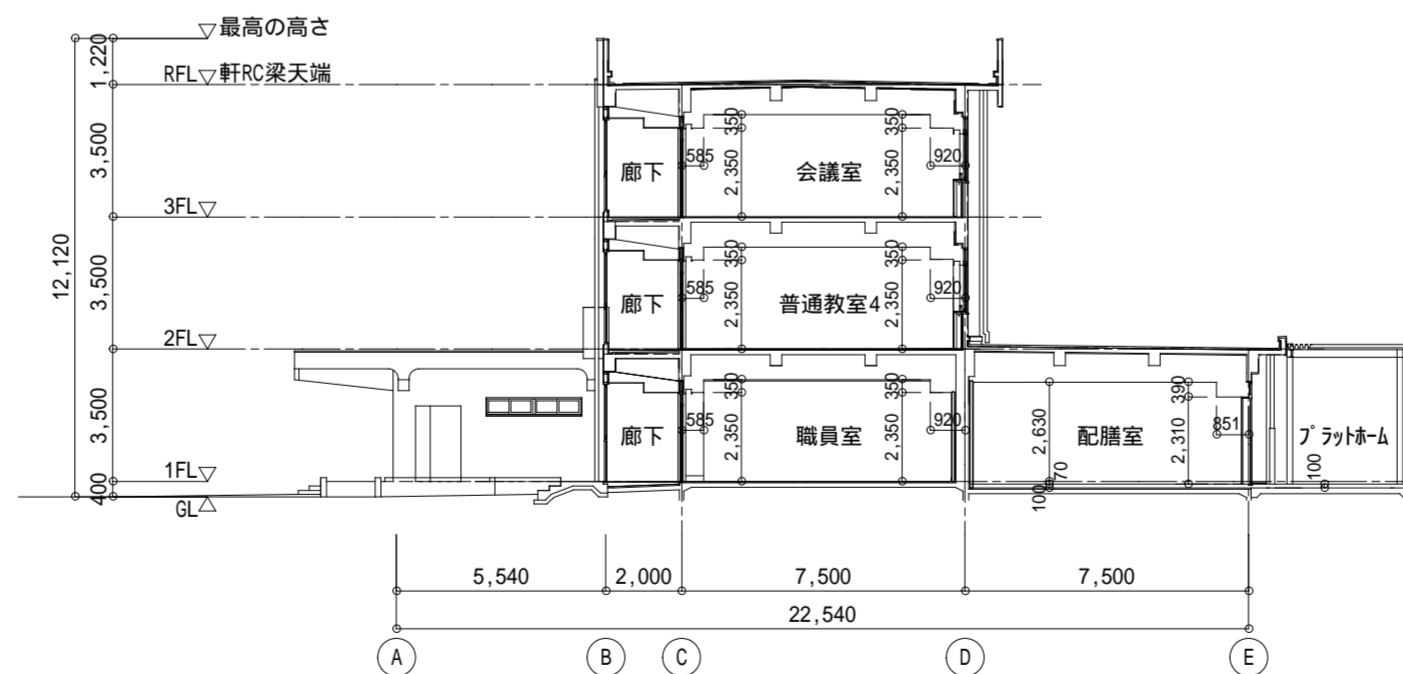 最高の高さ
1,220
RFL 軒RC梁天端
3,500
350
350
585
920
廊下
会議室
2,350
2,350
3FL
12,120
3,500
350
350
585
920
廊下
普通教室4
2,350
2,350
2FL
3,500
350
350
390
585
920
851
廊下
職員室
配膳室
プラットホーム
2,350
2,350
2,630
2,310
1FL
400
70
100
100
GL
5,540
2,000
7,500
7,500
22,540
A
B
C
D
E